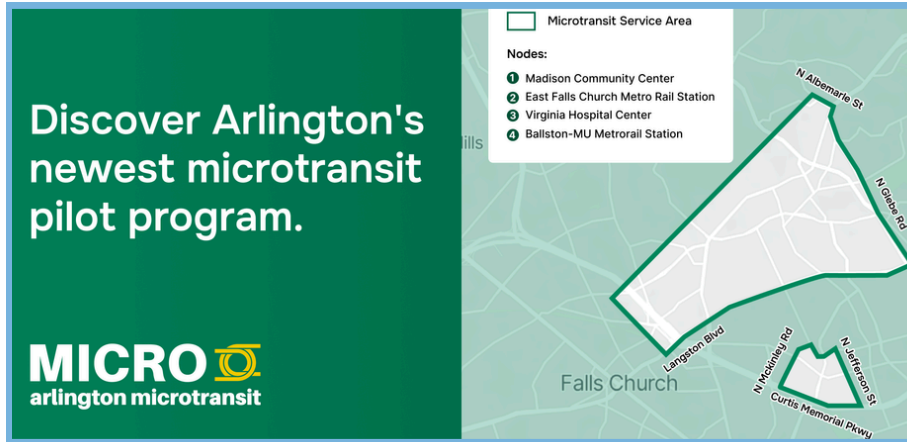 Discover Arlington's
newest microtransit
pilot program.
MICRO
arlington microtransit
Microtransit Service Area
Nodes:
1 Madison Community Center
2 East Falls Church Metro Rail Station
3 Virginia Hospital Center
4 Ballston-MU Metrorail Station
ills
N Albemarle St
N Glebe Rd
Langston Blvd
N Mckinley Rd
N Jefferson St
Falls Church
Curtis Memorial Pkwy